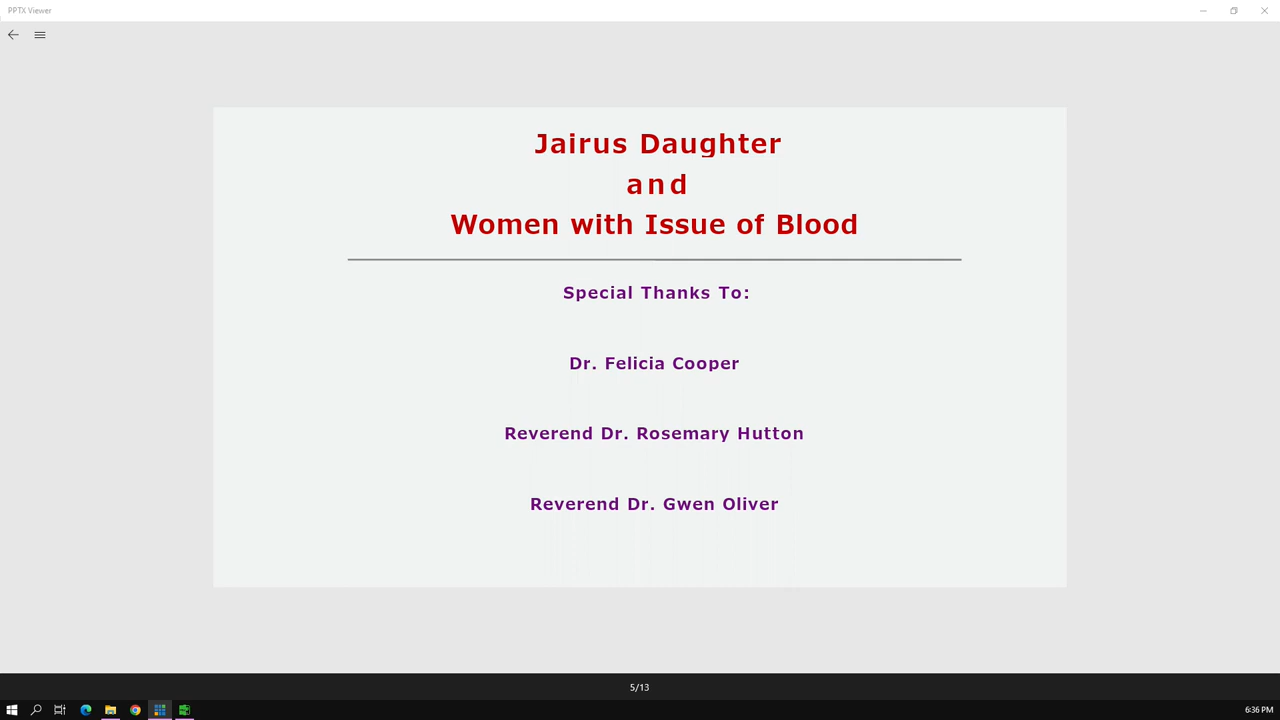 PPTX Viewer
Jairus Daughter
and
Women with Issue of Blood
Special Thanks To:
Dr. Felicia Cooper
Reverend Dr. Rosemary Hutton
Reverend Dr. Gwen Oliver
5/13
6:36 PM